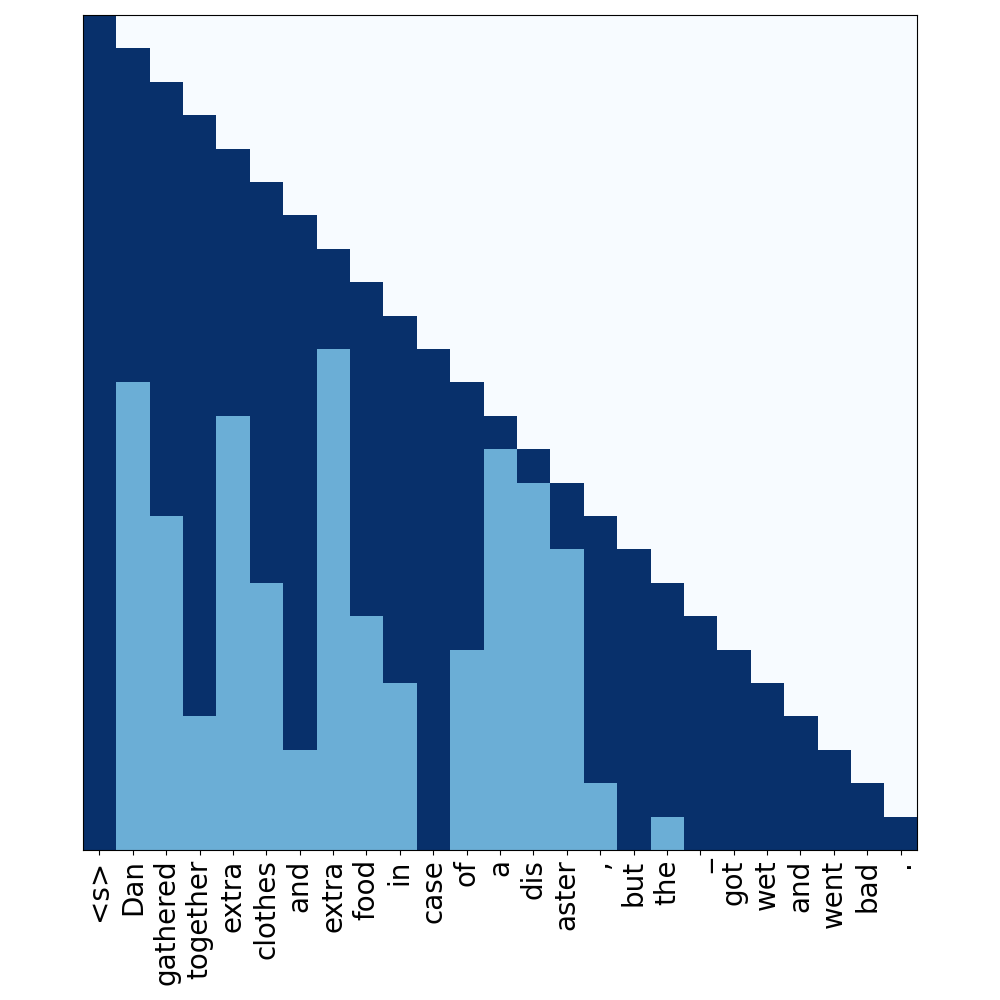 <s> Dan gathered together extra clothes and extra food in case of a dis aster , but the _ got wet and went bad .